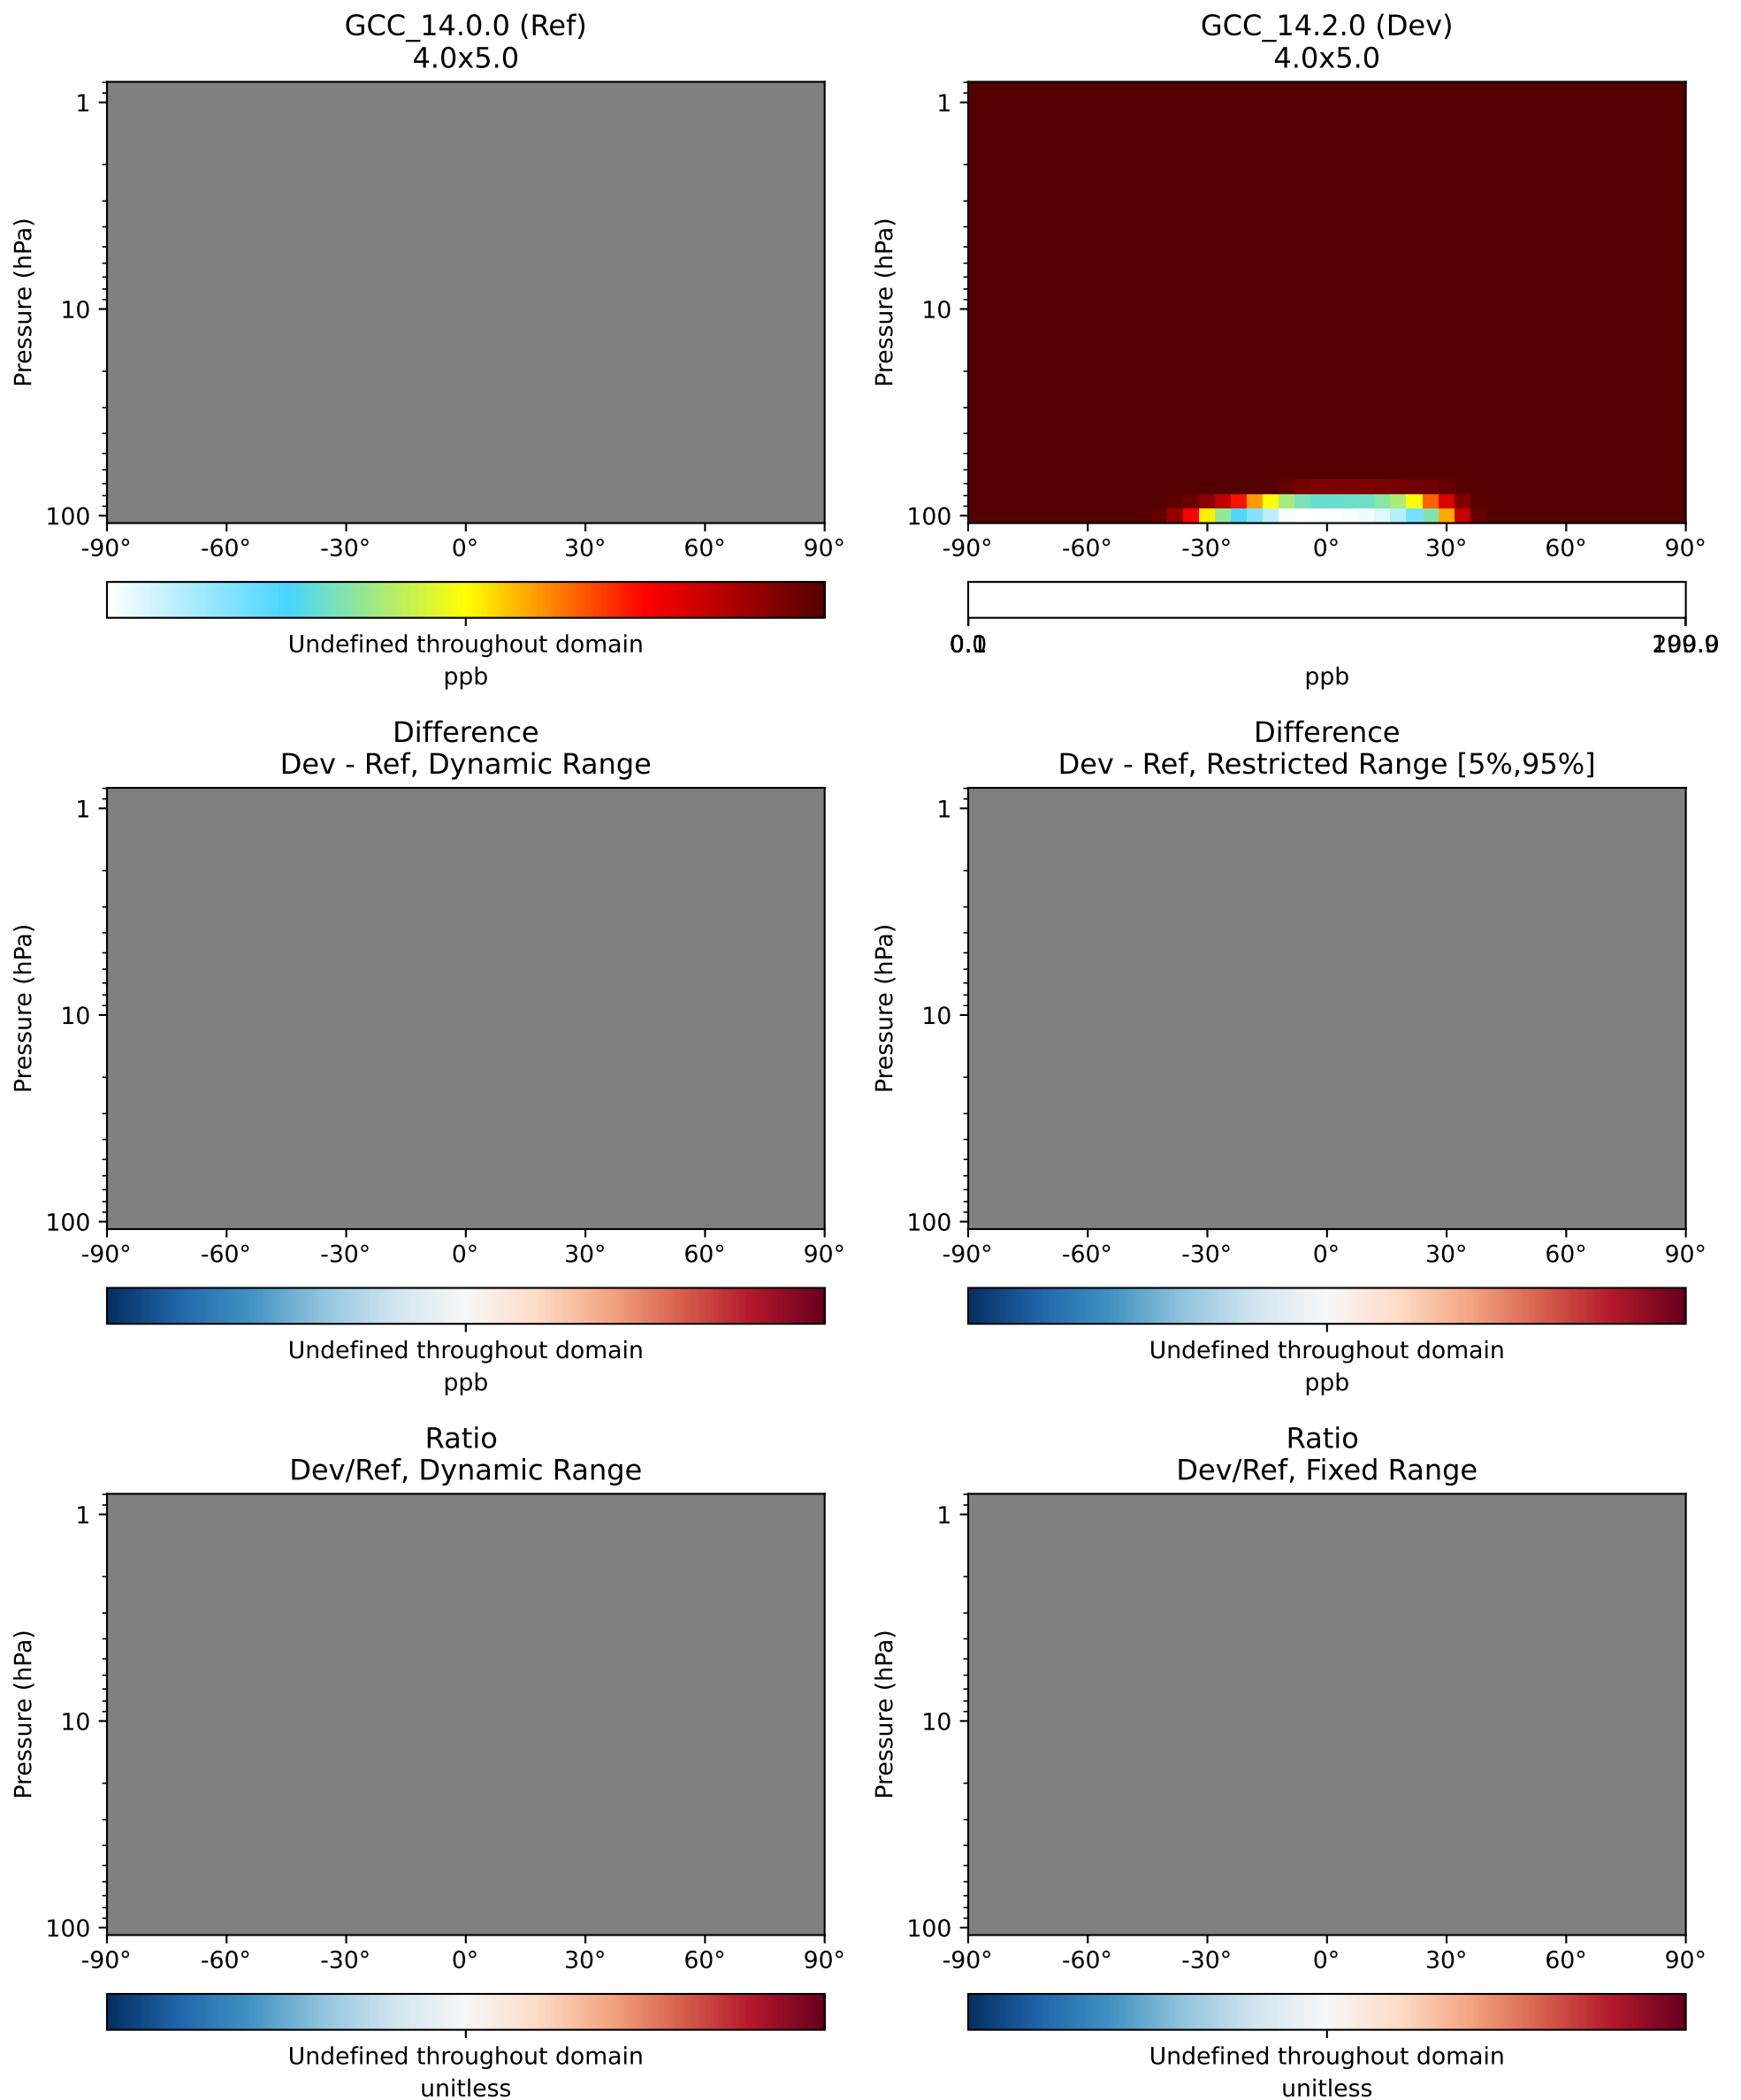 GCC_14.0.0 (Ref)
4.0x5.0
Pressure (hPa)
1
10
100
-90° -60° -30° 0° 30° 60° 90°
Undefined throughout domain
ppb
GCC_14.2.0 (Dev)
4.0x5.0
Pressure (hPa)
1
10
100
-90° -60° -30° 0° 30° 60° 90°
ppb
Difference
Dev - Ref, Dynamic Range
Pressure (hPa)
1
10
100
-90° -60° -30° 0° 30° 60° 90°
Undefined throughout domain
ppb
Difference
Dev - Ref, Restricted Range [5%,95%]
Pressure (hPa)
1
10
100
-90° -60° -30° 0° 30° 60° 90°
Undefined throughout domain
ppb
Ratio
Dev/Ref, Dynamic Range
Pressure (hPa)
1
10
100
-90° -60° -30° 0° 30° 60° 90°
Undefined throughout domain
unitless
Ratio
Dev/Ref, Fixed Range
Pressure (hPa)
1
10
100
-90° -60° -30° 0° 30° 60° 90°
Undefined throughout domain
unitless